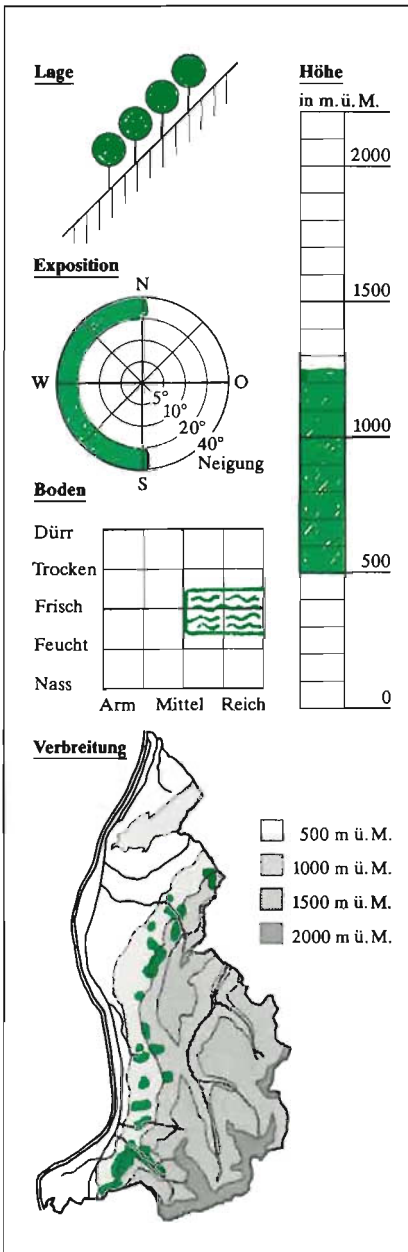 Lage
Höhe
in m. ü. M.
2000
1500
1000
500
0
Exposition
N
W
O
S
5°
10°
20°
40°
Neigung
Boden
Dürr
Trocken
Frisch
Feucht
Nass
Arm Mittel Reich
Verbreitung
500 m ü. M.
1000 m ü. M.
1500 m ü. M.
2000 m ü. M.